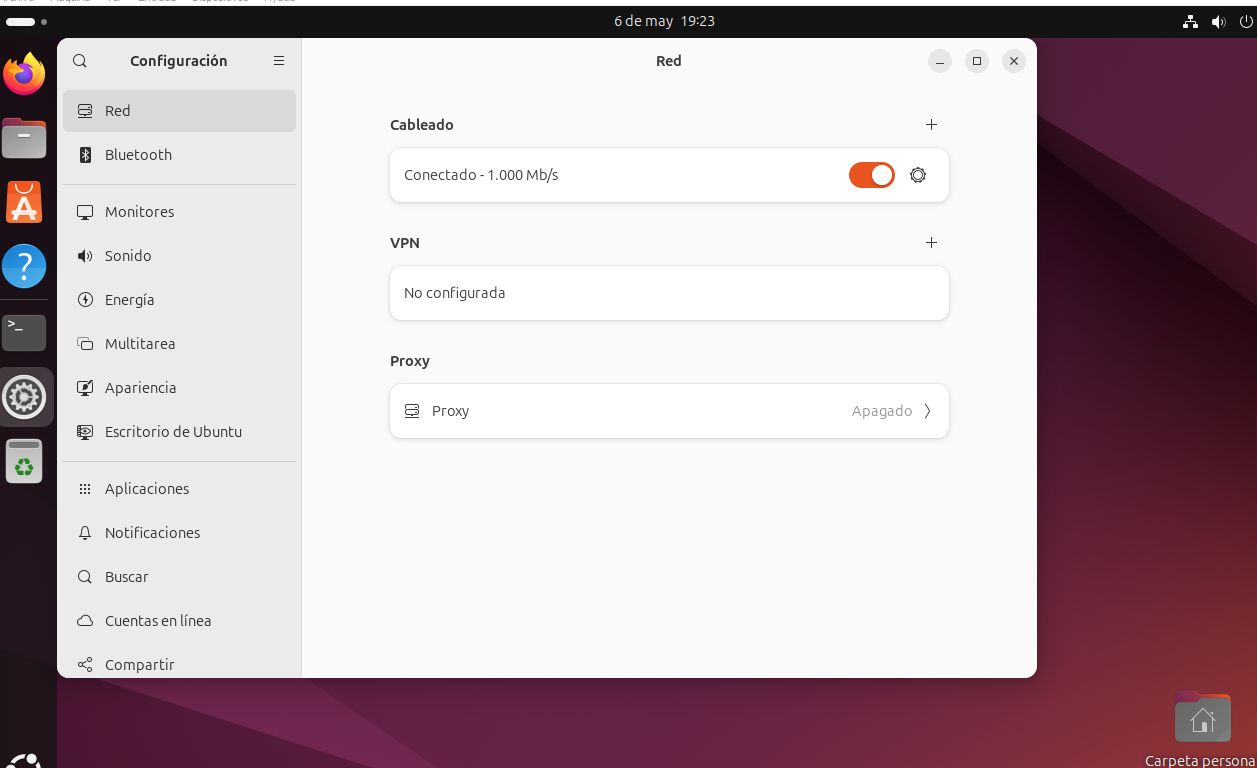 6 de may 19:23
Configuración
Red
Red
Bluetooth
Monitores
Sonido
Energía
Multitarea
Apariencia
Escritorio de Ubuntu
Aplicaciones
Notificaciones
Buscar
Cuentas en línea
Compartir
Cableado
Conectado - 1.000 Mb/s
VPN
No configurada
Proxy
Proxy
Apagado
Carpeta persona